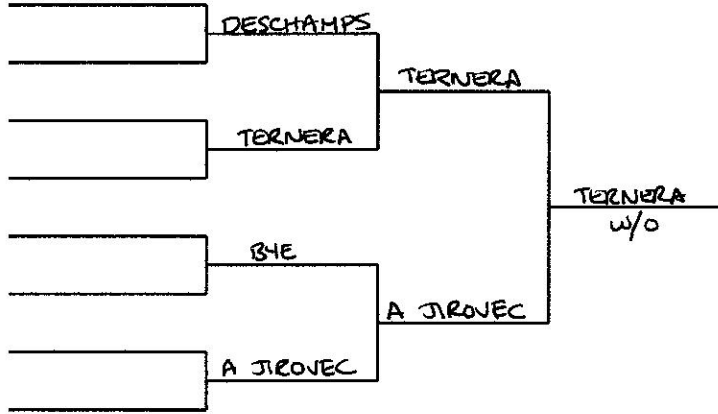 DESCHAMPS
TERNERA
TERNERA
TERNERA
W/O
BYE
A JIROVEC
A JIROVEC